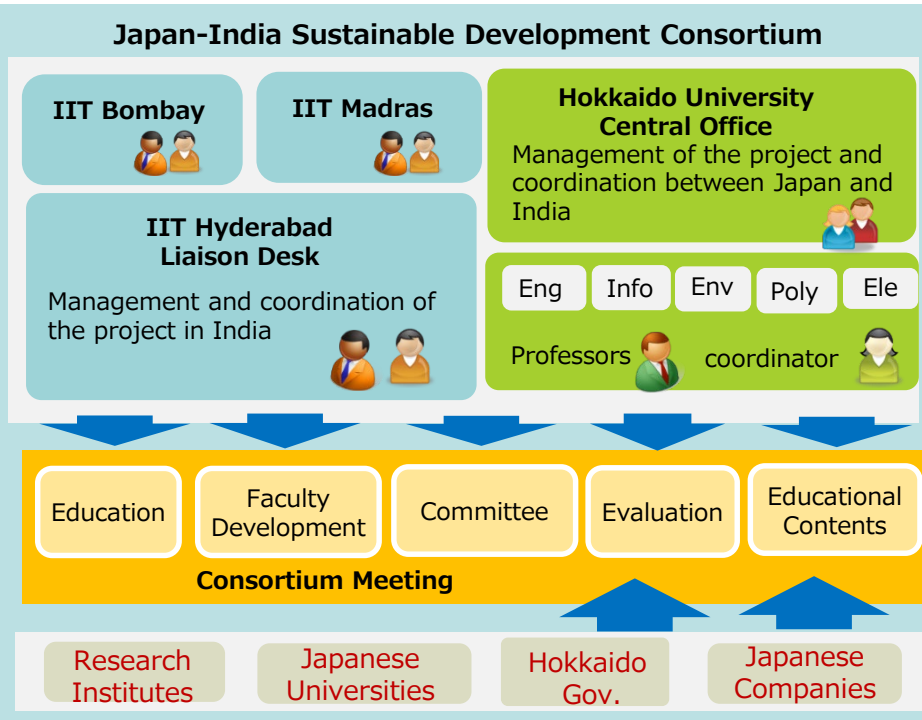 Japan-India Sustainable Development Consortium
IIT Bombay
IIT Madras
Hokkaido University
Central Office
Management of the project and
coordination between Japan and
India
IIT Hyderabad
Liaison Desk
Management and coordination of
the project in India
Eng
Info
Env
Poly
Ele
Professors
coordinator
Education
Faculty
Development
Committee
Evaluation
Educational
Contents
Consortium Meeting
Research
Institutes
Japanese
Universities
Hokkaido
Gov.
Japanese
Companies